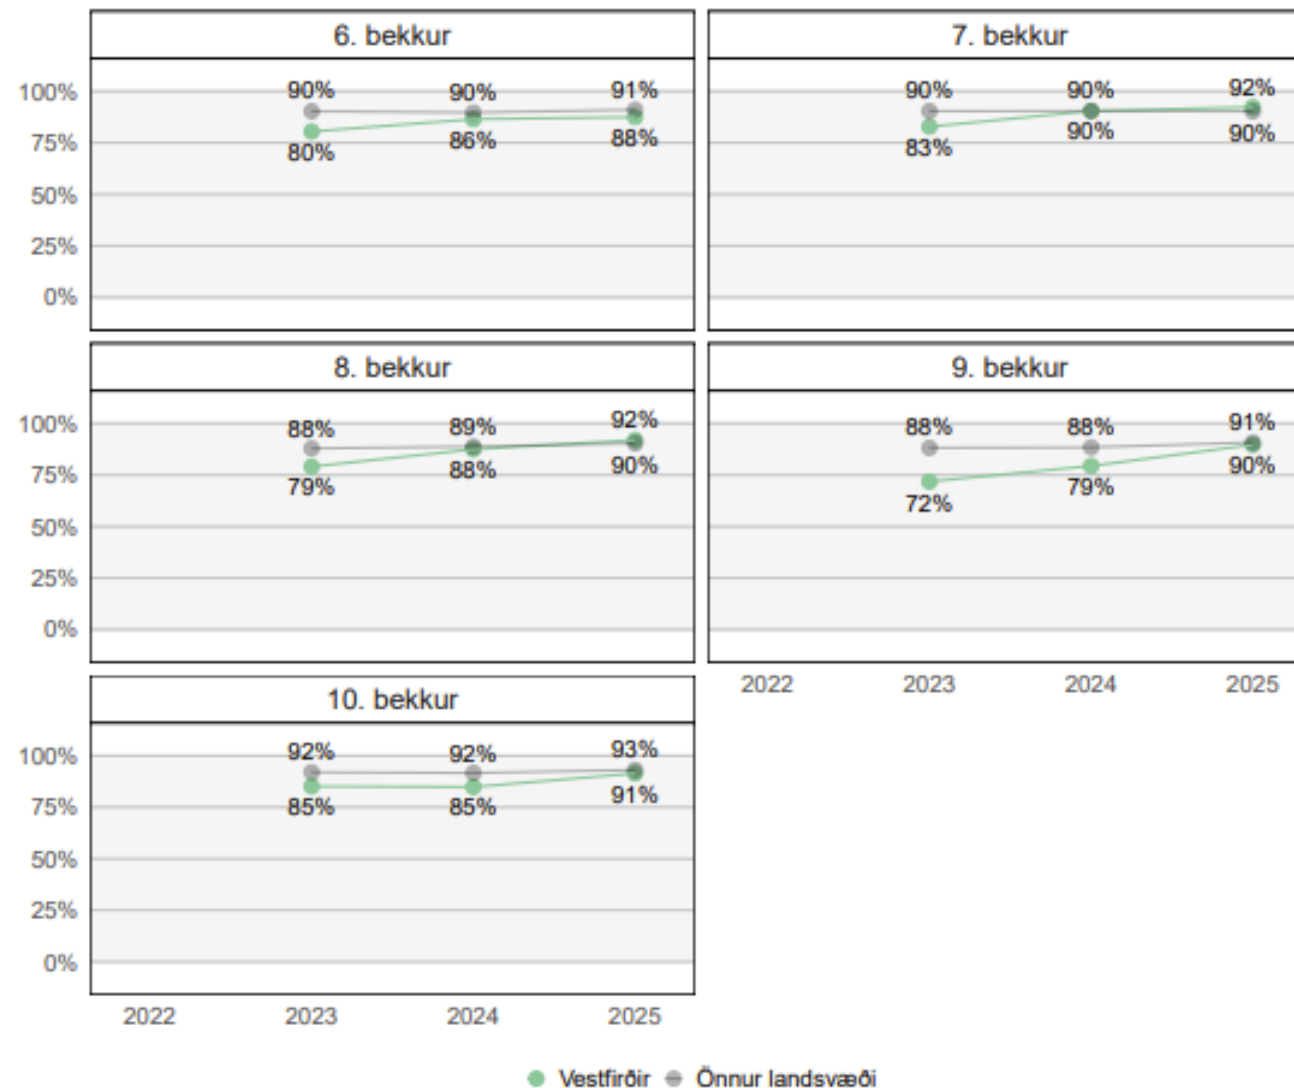 6. bekkur
7. bekkur
100%
75%
50%
25%
0%
90% 90% 91%
80% 86% 88%
90% 90% 92%
83% 90% 90%
8. bekkur
9. bekkur
100%
75%
50%
25%
0%
88% 89% 92%
79% 88% 90%
88% 88% 91%
72% 79% 90%
2022 2023 2024 2025
10. bekkur
100%
75%
50%
25%
0%
92% 92% 93%
85% 85% 91%
2022 2023 2024 2025
Vestfirðir Önnur landsvæði